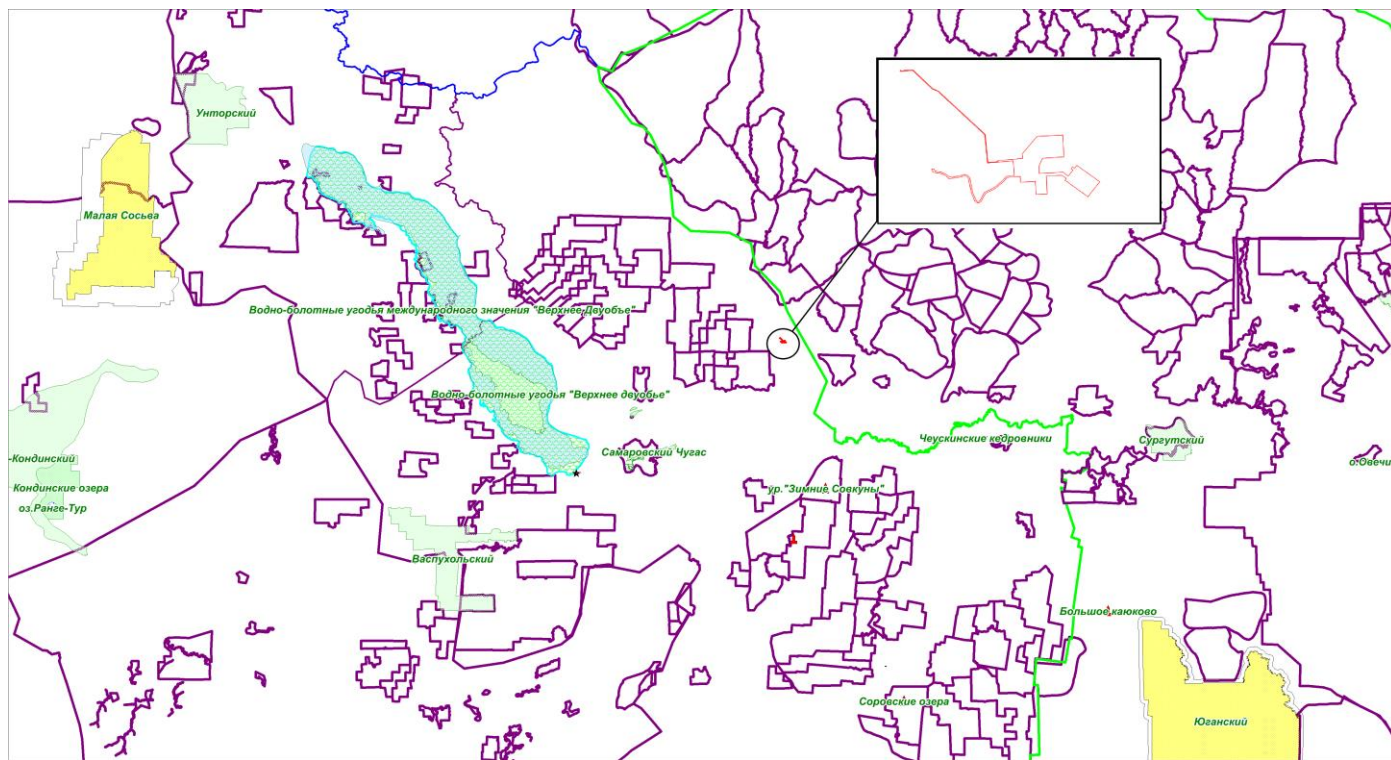 Унторский
Малая Сосьва
Водно-болотные угодья международного значения "Верхнее Двуобье"
Водно-болотные угодья "Верхнее двуобье"
Чеускинские кедровники
Сургутский
Самаровский Чугас
-Кондинский
о.Овечи
Кондинские озера
ур."Зимние Совкуны"
оз.Ранге-Тур
Васпухольский
Большое каюково
Соровские озера
Юганский